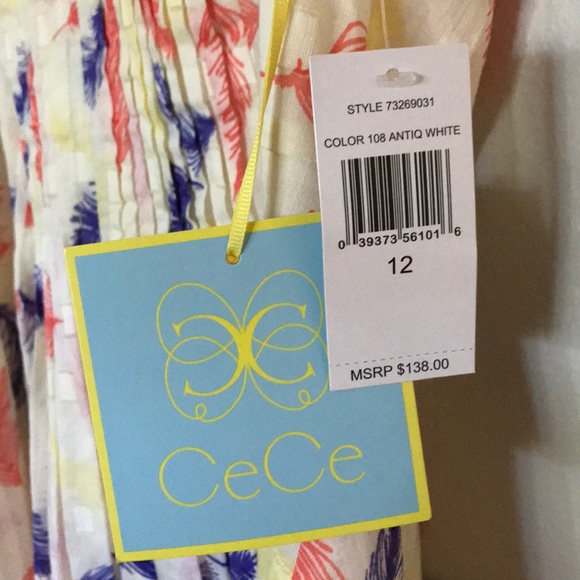 STYLE 73269031
COLOR 108 ANTIQ WHITE
0 39373 56101 6
12
MSRP $138.00
CeCe